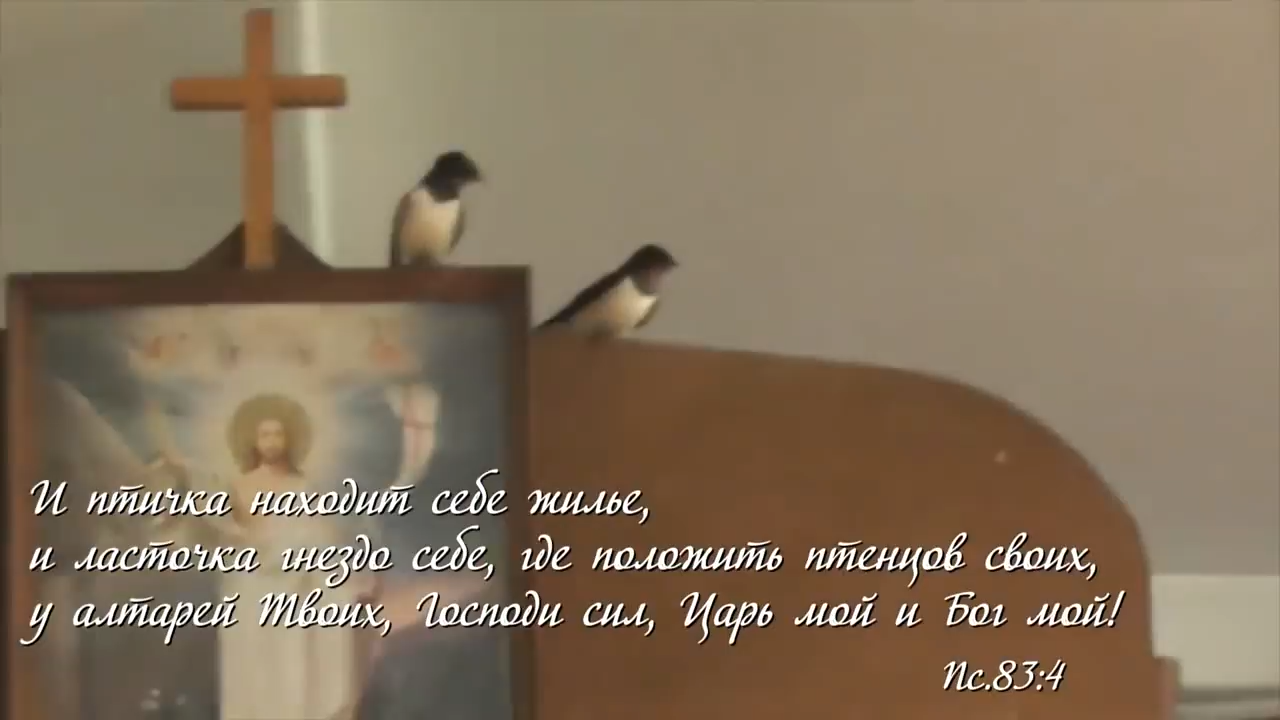 И птичка находит себе жилье,
и ласточка гнездо себе, где положить птенцов своих,
у алтарей Твоих, Господи сил, Царь мой и Бог мой!
Пс.83:4